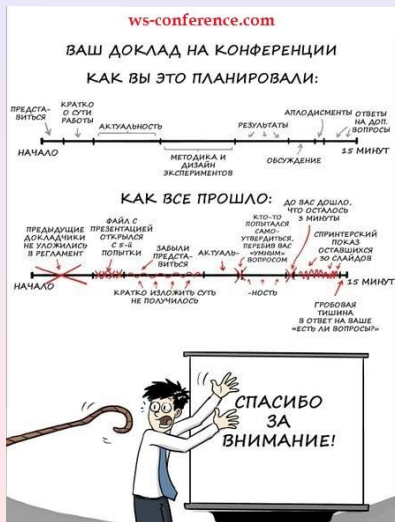 ws-conference.com
ВАШ ДОКЛАД НА КОНФЕРЕНЦИИ
КАК ВЫ ЭТО ПЛАНИРОВАЛИ:
ПРЕДСТА-
ВИТЬСЯ
КРАТКО
О СУТИ
РАБОТЫ
АКТУАЛЬНОСТЬ
МЕТОДИКА И
ДИЗАЙН
ЭКСПЕРИМЕНТОВ
РЕЗУЛЬТАТЫ
ОБСУЖДЕНИЕ
АПЛОДИСМЕНТЫ
ОТВЕТЫ
НА ДОП.
ВОПРОСЫ
НАЧАЛО
15 МИНУТ
КАК ВСЕ ПРОШЛО:
ПРЕДЫДУЩИЕ
ДОКЛАДЧИКИ
НЕ УЛОЖИЛИСЬ
В РЕГЛАМЕНТ
ФАЙЛ С
ПРЕЗЕНТАЦИЕЙ
ОТКРЫЛСЯ
С 5-Й
ПОПЫТКИ
ЗАБЫЛИ
ПРЕДСТА-
ВИТЬСЯ
КРАТКО ИЗЛОЖИТЬ СУТЬ
НЕ ПОЛУЧИЛОСЬ
АКТУАЛЬ-
КТО-ТО
ПОПЫТАЛСЯ
САМО-
УТВЕРДИТЬСЯ,
ПЕРЕБИВ ВАС
«УМНЫМ»
ВОПРОСОМ
-НОСТЬ
ДО ВАС ДОШЛО,
ЧТО ОСТАЛОСЬ
3 МИНУТЫ
СПРИНТЕРСКИЙ
ПОКАЗ
ОСТАВШИХСЯ
30 СЛАЙДОВ
НАЧАЛО
15 МИНУТ
ГРОБОВАЯ
ТИШИНА
В ОТВЕТ НА ВАШЕ
«ЕСТЬ ЛИ ВОПРОСЫ?»
СПАСИБО
ЗА
ВНИМАНИЕ!